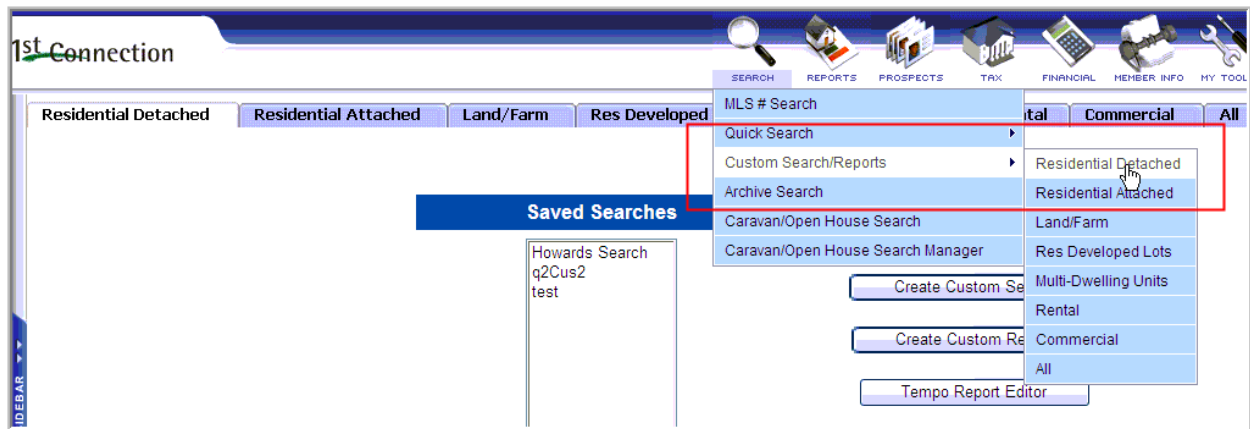 1st Connection
SEARCH REPORTS PROSPECTS TAX FINANCIAL MEMBER INFO MY TOOL
Residential Detached Residential Attached Land/Farm Res Developed tal Commercial All
MLS # Search
Quick Search
Custom Search/Reports
Archive Search
Caravan/Open House Search
Caravan/Open House Search Manager
Residential Detached
Residential Attached
Land/Farm
Res Developed Lots
Multi-Dwelling Units
Rental
Commercial
All
Saved Searches
Howards Search
q2Cus2
test
Create Custom Se
Create Custom Re
Tempo Report Editor
IDEBAR